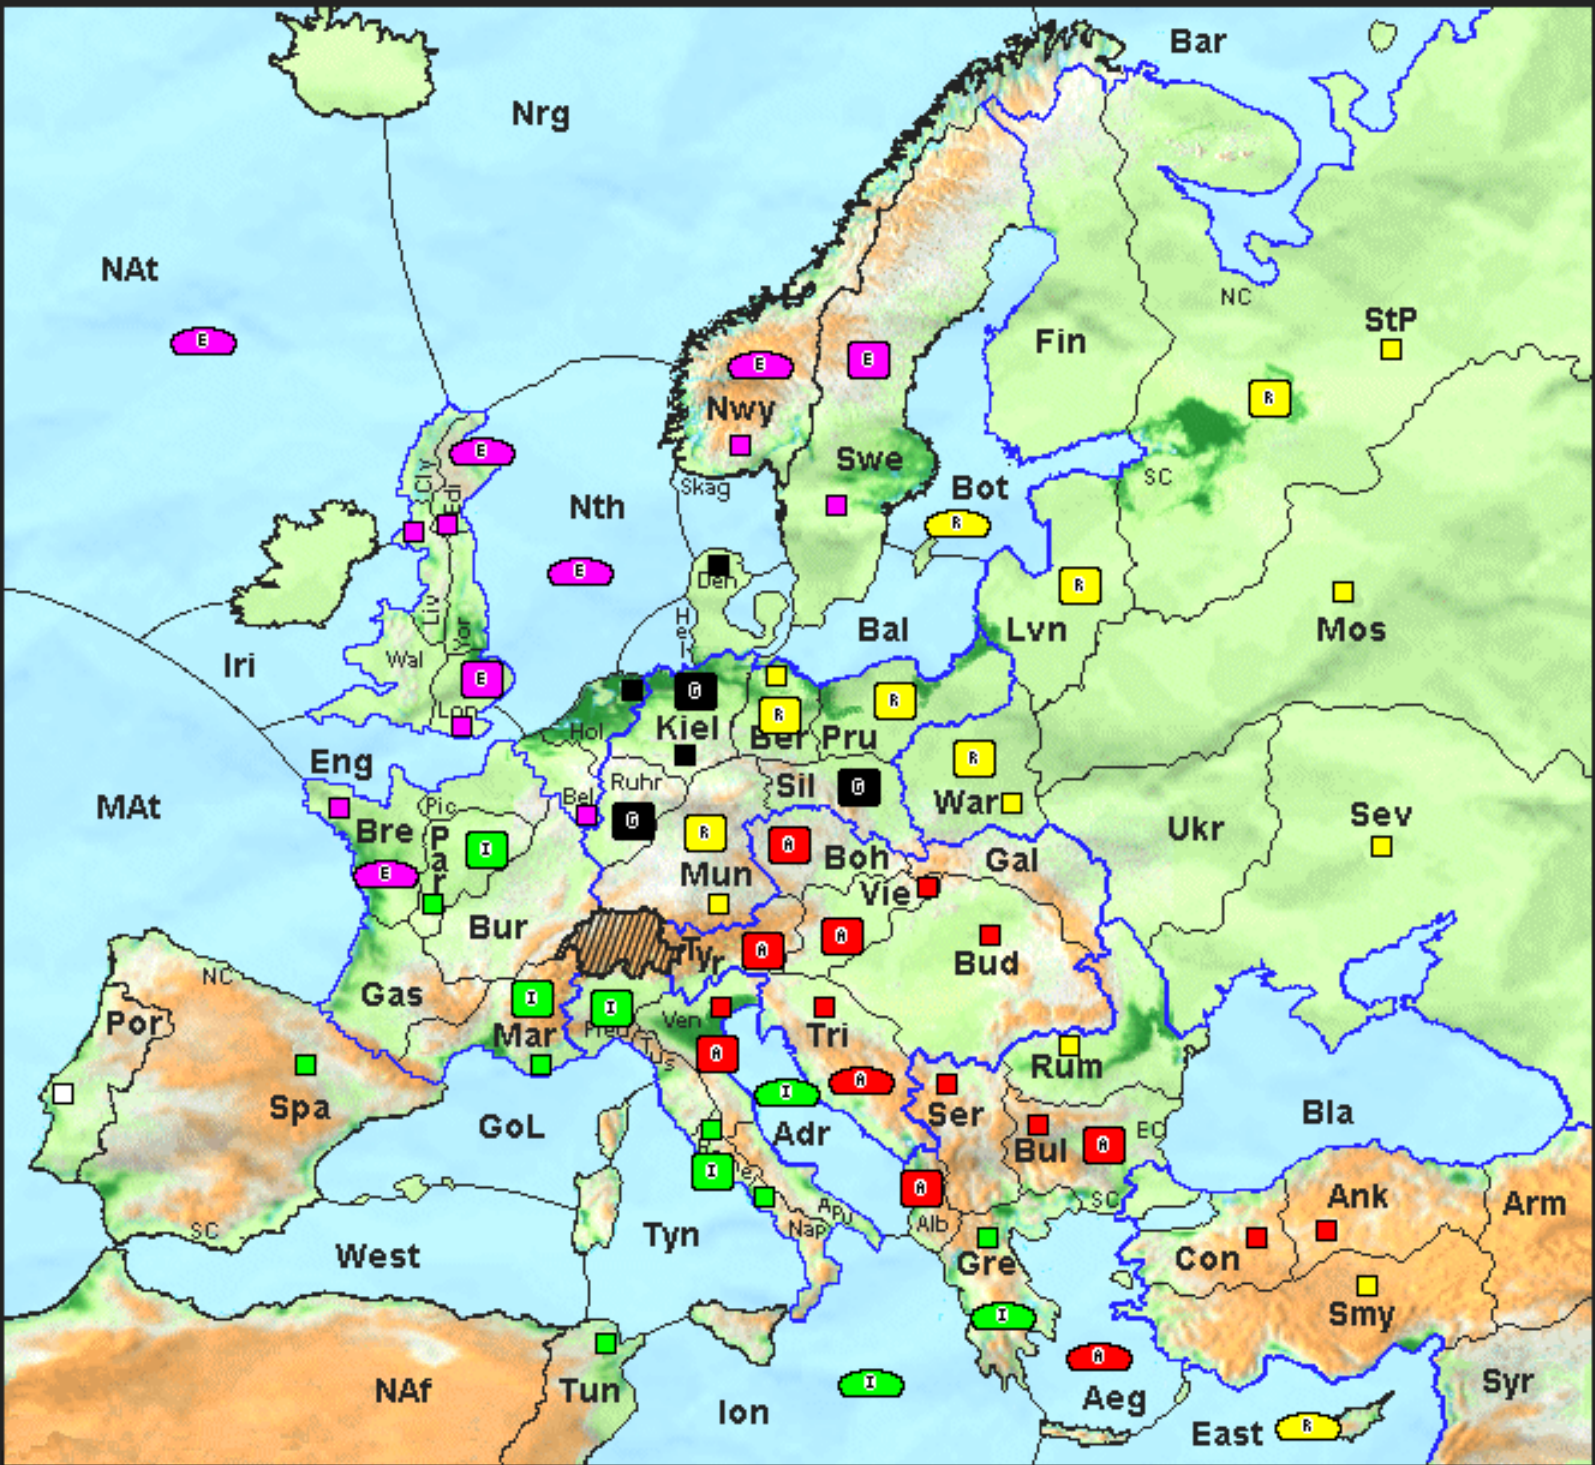 Bar
Nrg
NAt
NC
StP
Fin
E
E
E
R
Nwy
E
Swe
Cly
Edi
SC
Skag
Bot
Nth
R
E
Den
R
Liv
Yor
Hel
Lvn
Mos
Bal
Iri
Wal
E
G
R
R
Lon
Hol
Kiel
Ber
Pru
Eng
R
Ruhr
Sil
G
War
MAt
Pic
Bel
Sev
Bre
Par
G
R
A
Ukr
I
Boh
Gal
E
Mun
Vie
Bur
A
A
Tyr
Bud
NC
Gas
I
I
Por
Mar
Pied
Ven
Tri
Tus
A
Rum
A
I
Spa
GoL
Adr
Ser
Bla
Bul
A
EC
I
A
SC
Ank
Arm
Apu
Alb
Nap
SC
West
Tyn
Gre
Con
I
Smy
A
NAf
Tun
I
Aeg
Syr
Ion
East
R